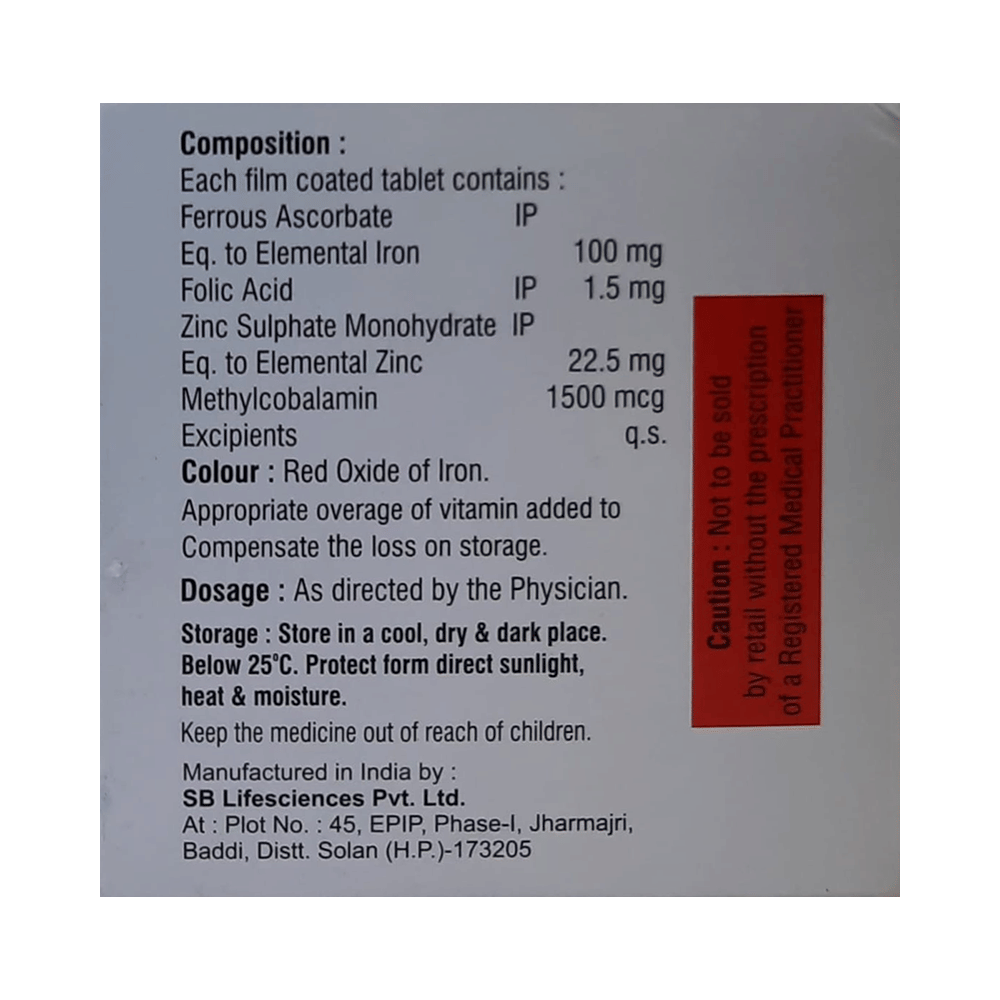 Composition :
Each film coated tablet contains :
Ferrous Ascorbate IP
Eq. to Elemental Iron 100 mg
Folic Acid IP 1.5 mg
Zinc Sulphate Monohydrate IP
Eq. to Elemental Zinc 22.5 mg
Methylcobalamin 1500 mcg
Excipients q.s.
Colour : Red Oxide of Iron.
Appropriate overage of vitamin added to
Compensate the loss on storage.
Dosage : As directed by the Physician.
Storage : Store in a cool, dry & dark place.
Below 25°C. Protect form direct sunlight,
heat & moisture.
Keep the medicine out of reach of children.
Manufactured in India by :
SB Lifesciences Pvt. Ltd.
At : Plot No. : 45, EPIP, Phase-I, Jharmajri,
Baddi, Distt. Solan (H.P.)-173205
Caution : Not to be sold
by retail without the prescription
of a Registered Medical Practitioner